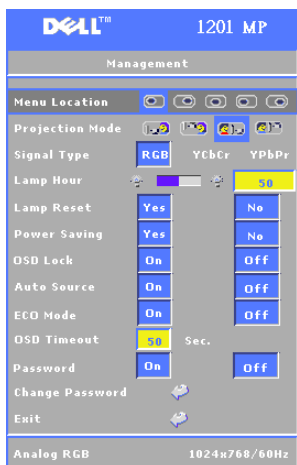 DELL™ 1201 MP
Management
Menu Location
Projection Mode
Signal Type RGB YCbCr YPbPr
Lamp Hour 50
Lamp Reset Yes No
Power Saving Yes No
OSD Lock On Off
Auto Source On Off
ECO Mode On Off
OSD Timeout 50 Sec.
Password On Off
Change Password
Exit
Analog RGB 1024x768/60Hz